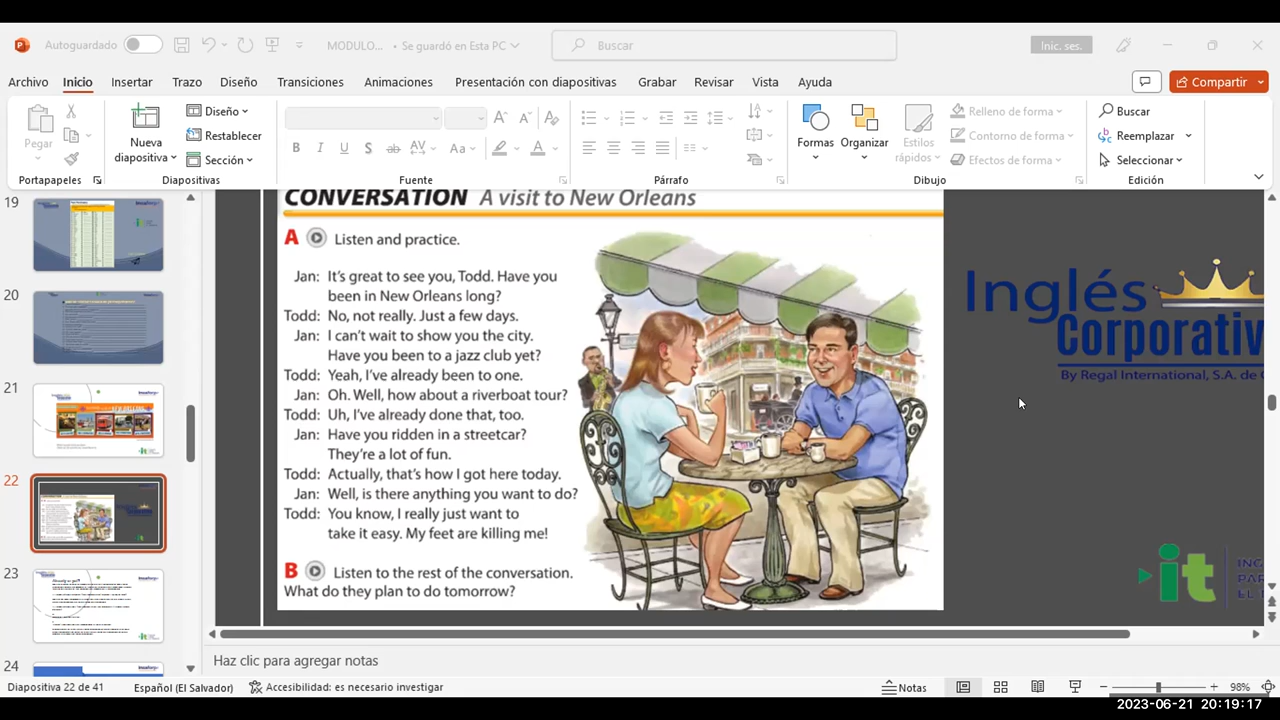 Autoguardado
MODULO... • Se guardó en Esta PC
Buscar
Inic. ses.
Archivo Inicio Insertar Trazo Diseño Transiciones Animaciones Presentación con diapositivas Grabar Revisar Vista Ayuda
Compartir
Pegar
Portapapeles
Nueva
diapositiva
Diseño
Restablecer
Sección
Diapositivas
N K S ab AV Aa A
Fuente
Párrafo
Formas
Organizar
Estilos
rápidos
Relleno de forma
Contorno de forma
Efectos de forma
Dibujo
Buscar
Reemplazar
Seleccionar
Edición
19
20
21
22
23
24
CONVERSATION A visit to New Orleans
A Listen and practice.
Jan: It's great to see you, Todd. Have you
been in New Orleans long?
Todd: No, not really. Just a few days.
Jan: I can't wait to show you the city.
Have you been to a jazz club yet?
Todd: Yeah, I've already been to one.
Jan: Oh. Well, how about a riverboat tour?
Todd: Uh, I've already done that, too.
Jan: Have you ridden in a streetcar?
They're a lot of fun.
Todd: Actually, that's how I got here today.
Jan: Well, is there anything you want to do?
Todd: You know, I really just want to
take it easy. My feet are killing me!
B Listen to the rest of the conversation.
What do they plan to do tomorrow?
Inglés
Corporativ
By Regal International, S.A. de C
it
ING
Haz clic para agregar notas
Diapositiva 22 de 41 Español (El Salvador) Accesibilidad: es necesario investigar Notas 98%
2023-06-21 20:19:17